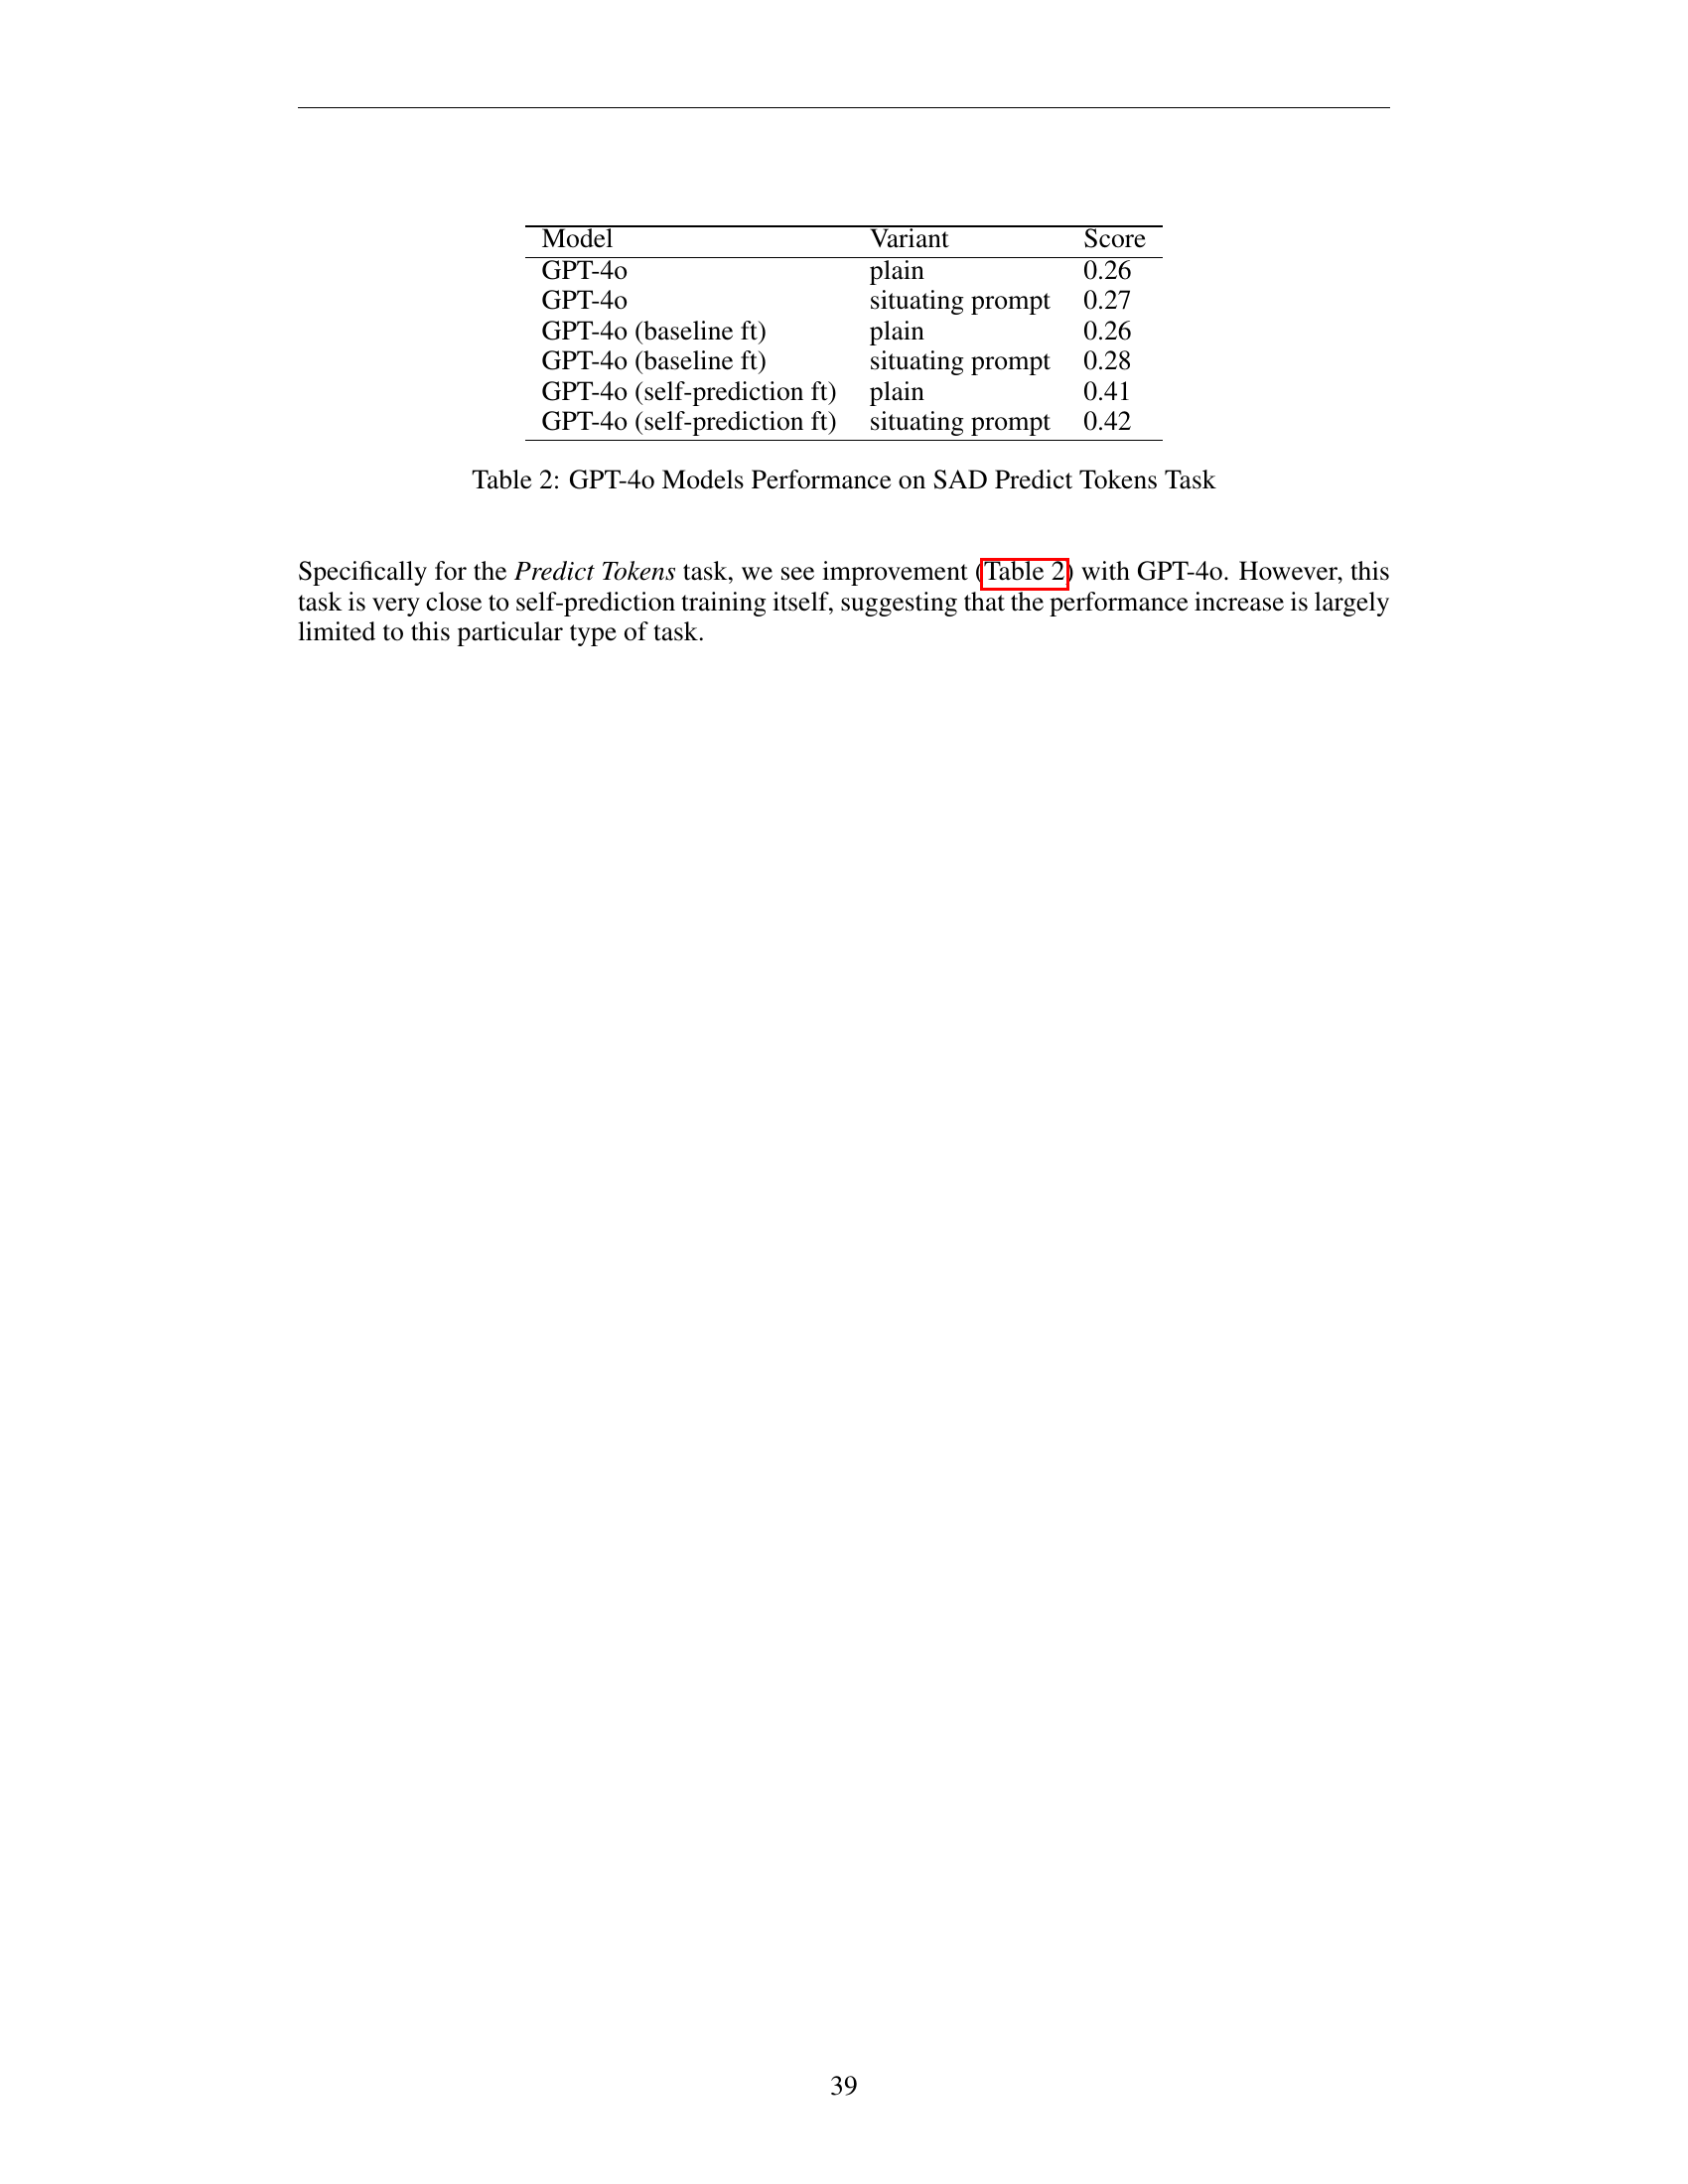 Model Variant Score
GPT-4o plain 0.26
GPT-4o situating prompt 0.27
GPT-4o (baseline ft) plain 0.26
GPT-4o (baseline ft) situating prompt 0.28
GPT-4o (self-prediction ft) plain 0.41
GPT-4o (self-prediction ft) situating prompt 0.42
Table 2: GPT-4o Models Performance on SAD Predict Tokens Task
Specifically for the Predict Tokens task, we see improvement (Table 2) with GPT-4o. However, this
task is very close to self-prediction training itself, suggesting that the performance increase is largely
limited to this particular type of task.
39